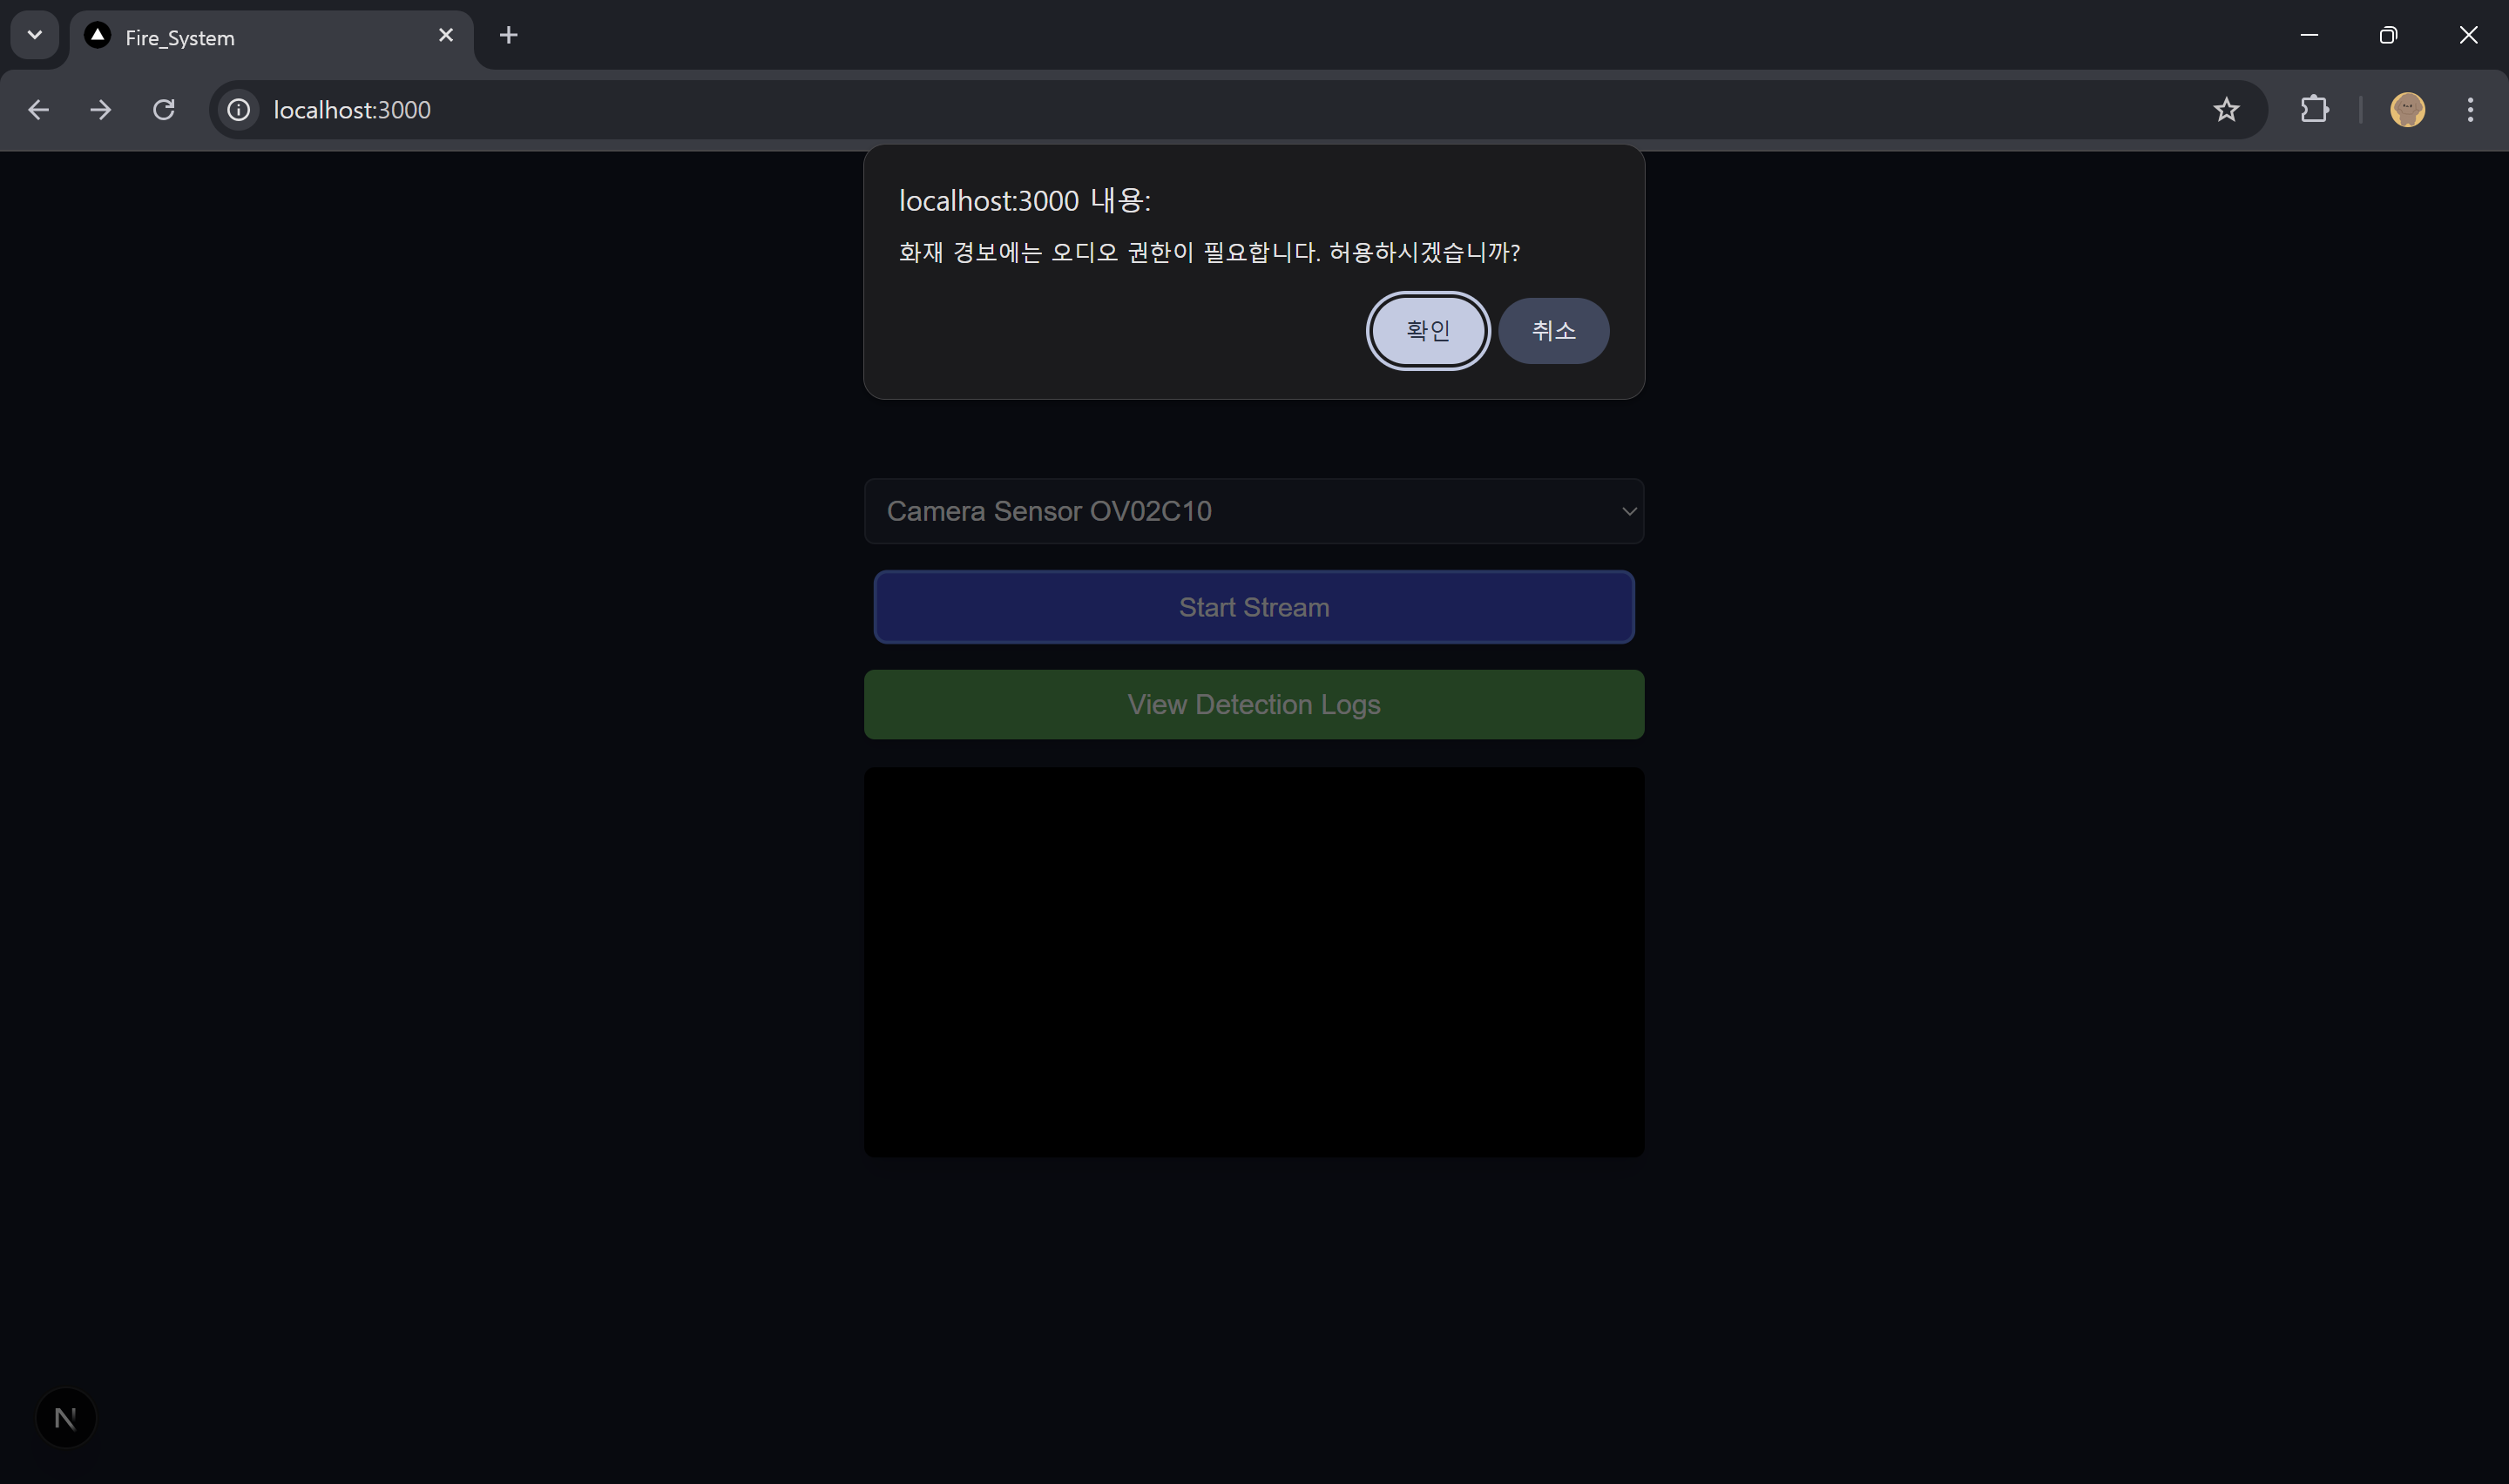 Fire_System
localhost:3000
localhost:3000 내용:
화재 경보에는 오디오 권한이 필요합니다. 허용하시겠습니까?
확인 취소
Camera Sensor OV02C10
Start Stream
View Detection Logs
N